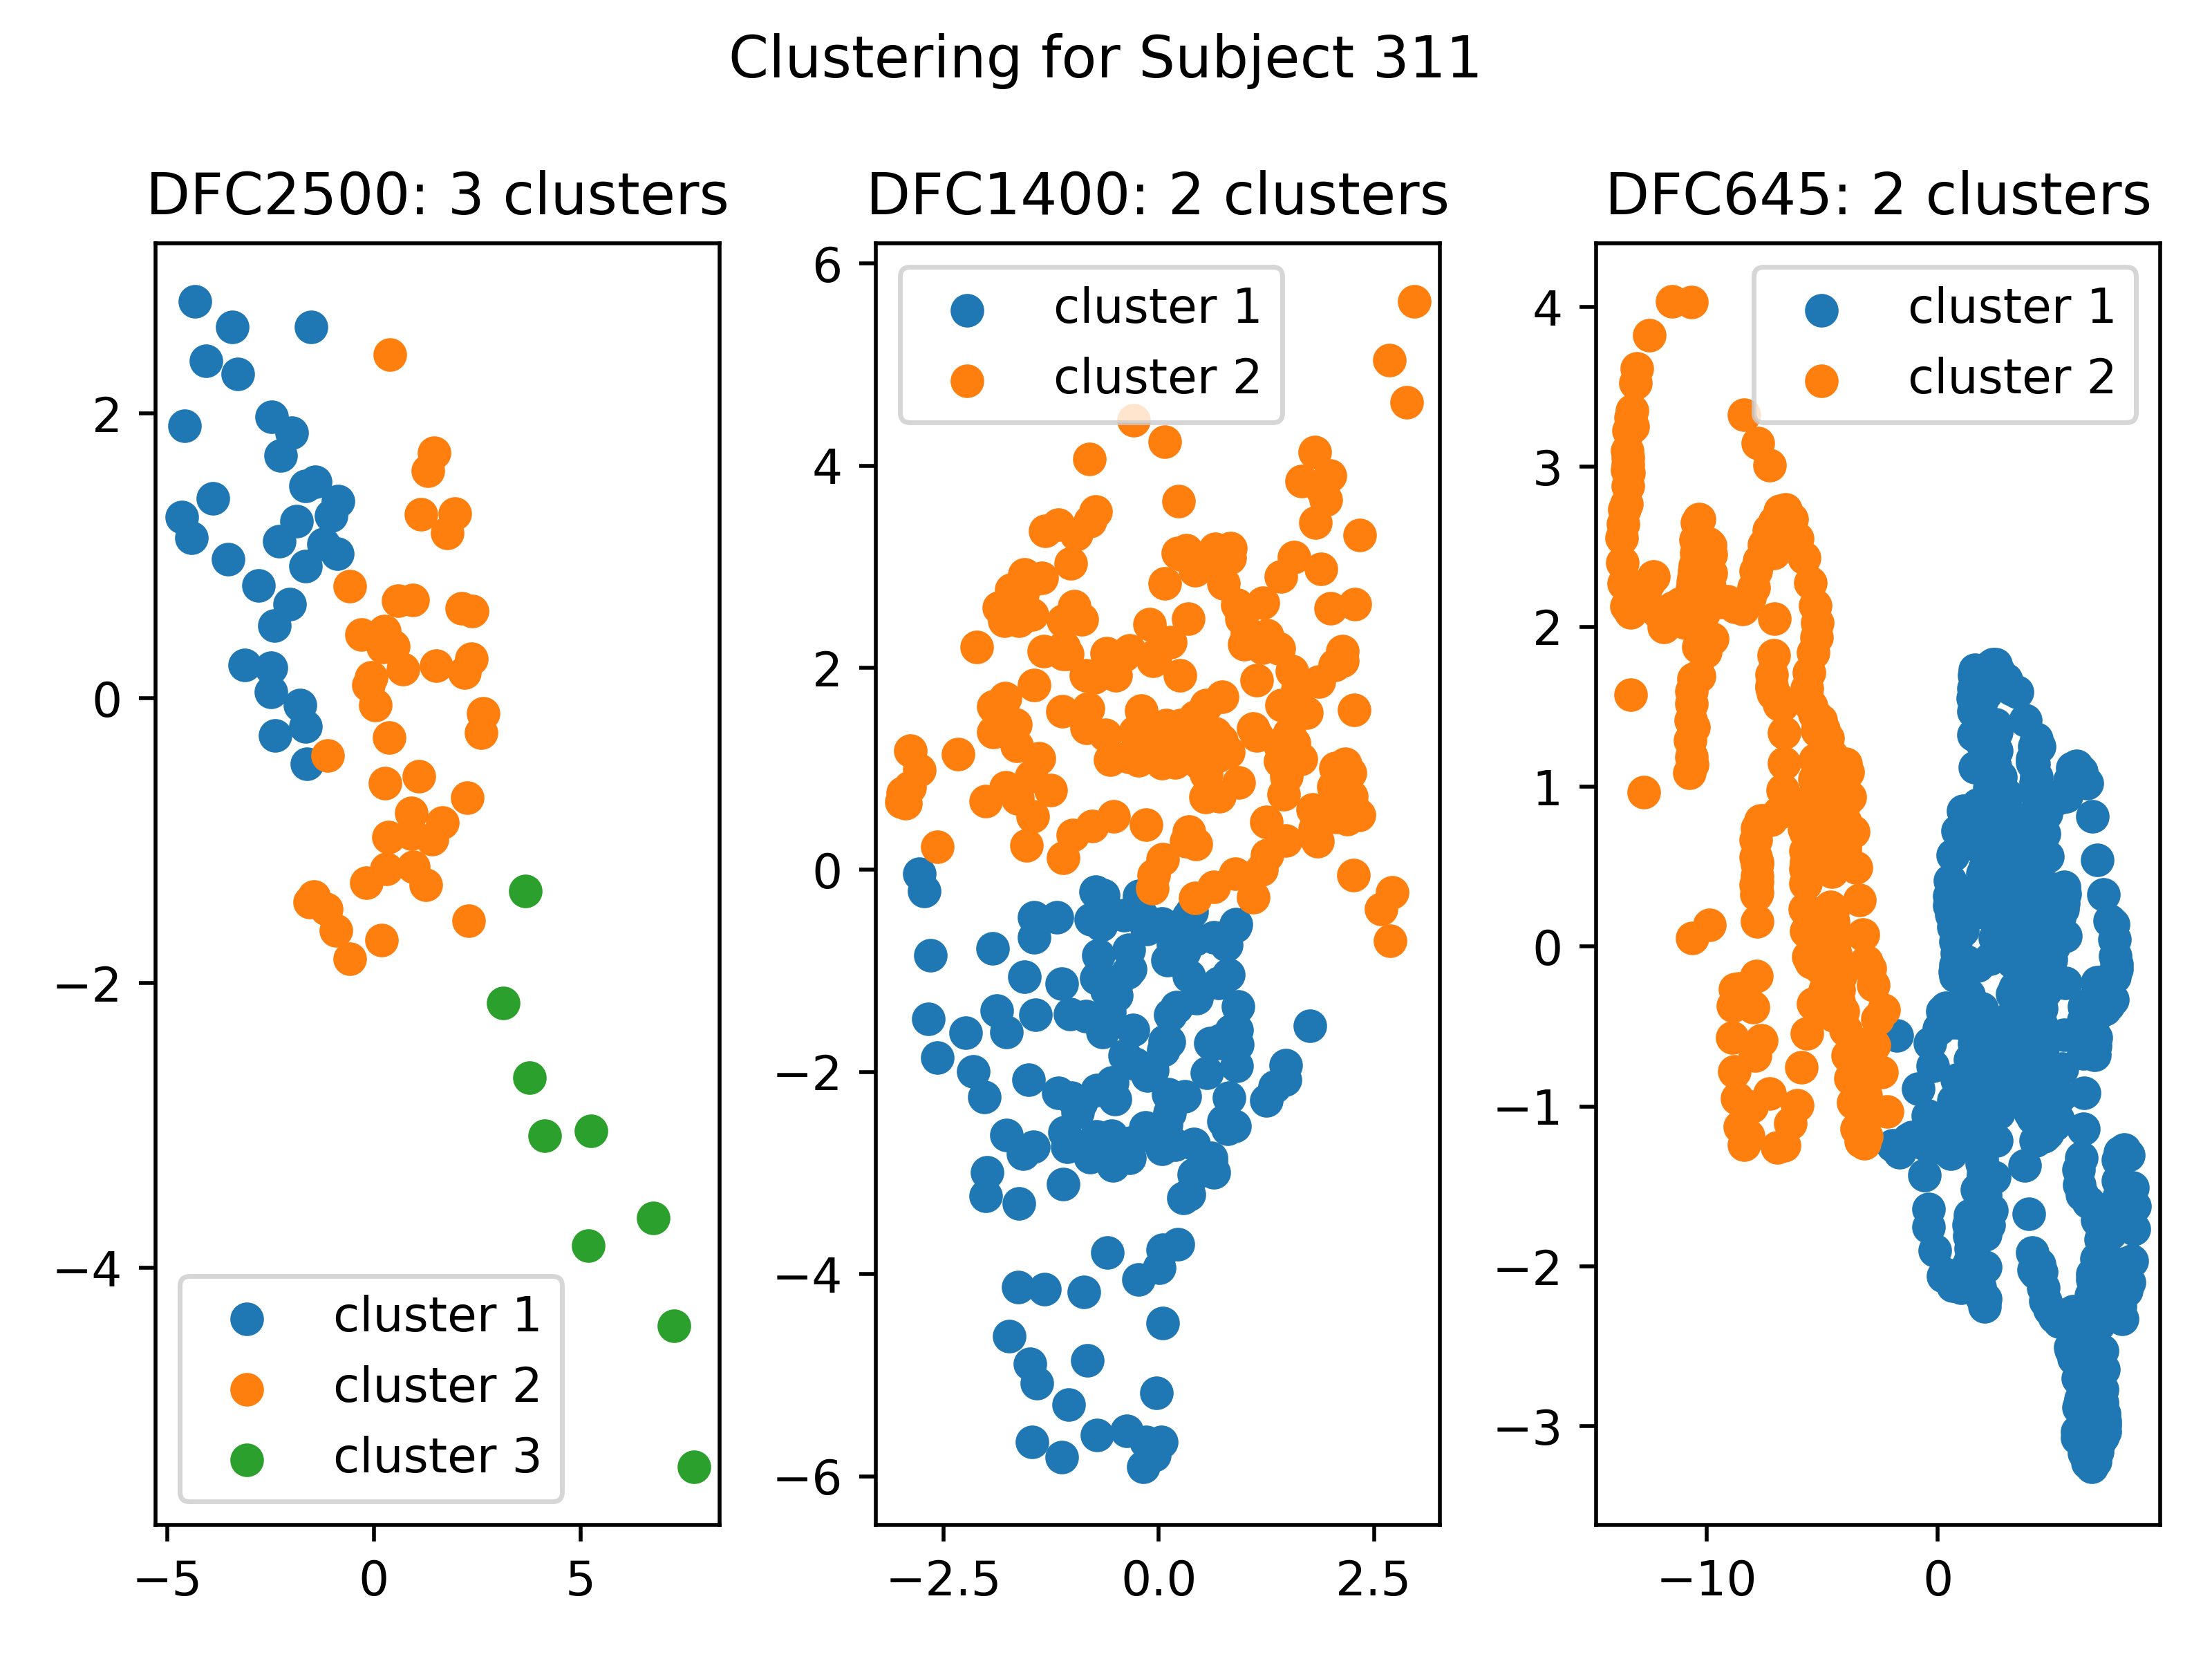 Clustering for Subject 311
DFC2500: 3 clusters
2
0
−2
−4
−5
0
5
cluster 1
cluster 2
cluster 3
DFC1400: 2 clusters
6
4
2
0
−2
−4
−6
−2.5
0.0
2.5
cluster 1
cluster 2
DFC645: 2 clusters
4
3
2
1
0
−1
−2
−3
−10
0
cluster 1
cluster 2